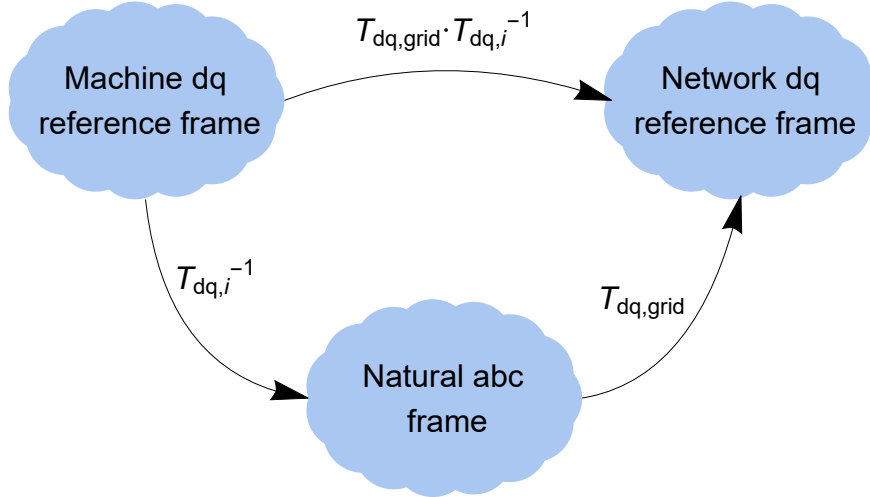 T_dq,grid·T_dq,i^−1
Machine dq
reference frame
Network dq
reference frame
T_dq,i^−1
T_dq,grid
Natural abc
frame